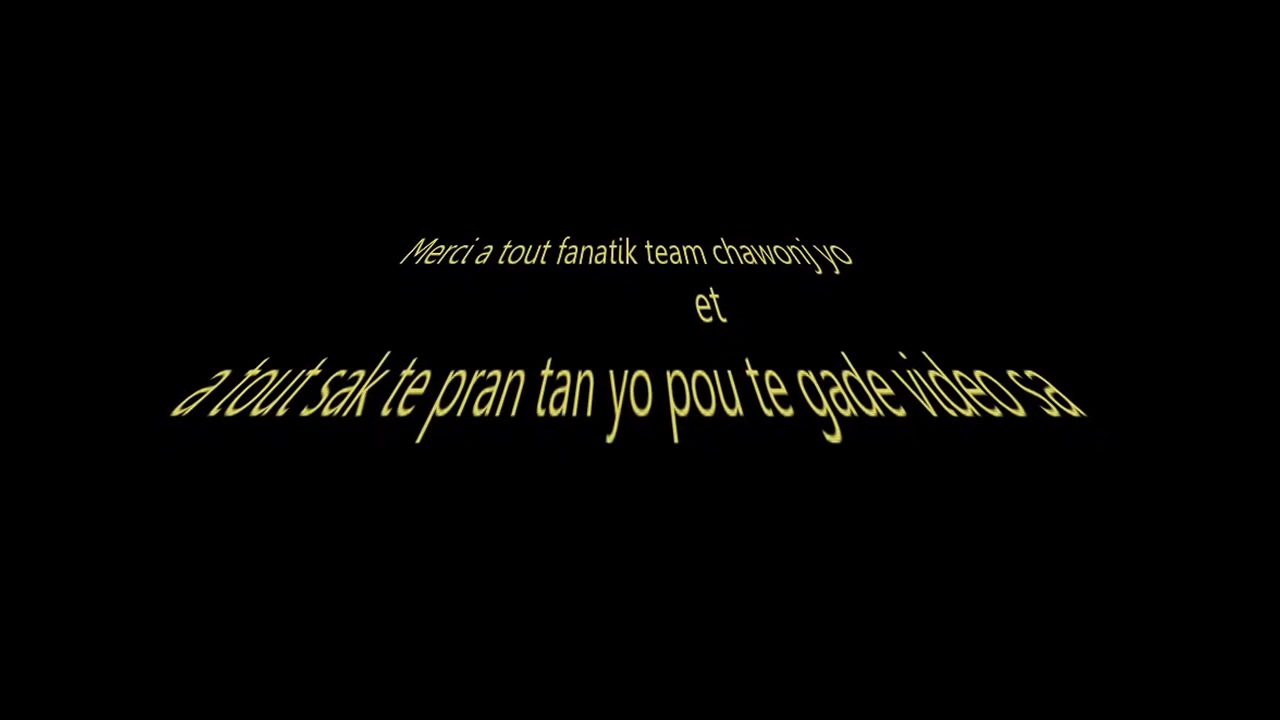 Merci a tout fanatik team chawonj yo
et
a tout sak te pran tan yo pou te gade video sa